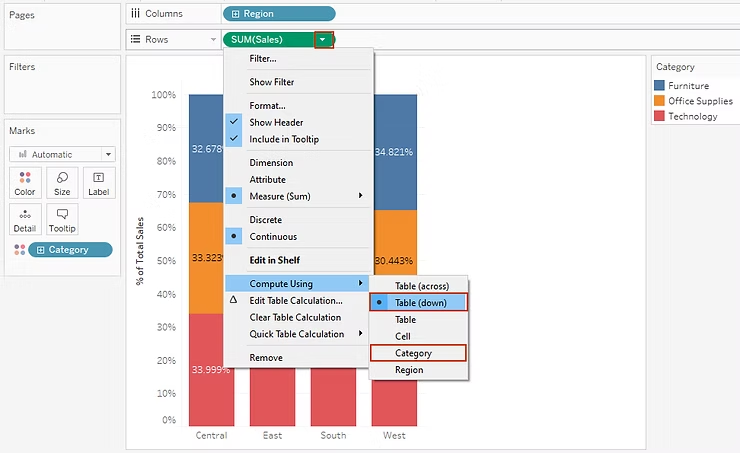 Pages
Columns
Region
Rows
SUM(Sales)
Filters
Marks
Automatic
Color
Size
Label
Detail
Tooltip
Category
Filter...
Show Filter
Format...
Show Header
Include in Tooltip
Dimension
Attribute
Measure (Sum)
Discrete
Continuous
Edit in Shelf
Compute Using
Edit Table Calculation...
Clear Table Calculation
Quick Table Calculation
Remove
Table (across)
Table (down)
Table
Cell
Category
Region
% of Total Sales
100%
90%
80%
70%
60%
50%
40%
30%
20%
10%
0%
32.678%
33.323%
33.999%
34.821%
30.443%
Central
East
South
West
Category
Furniture
Office Supplies
Technology